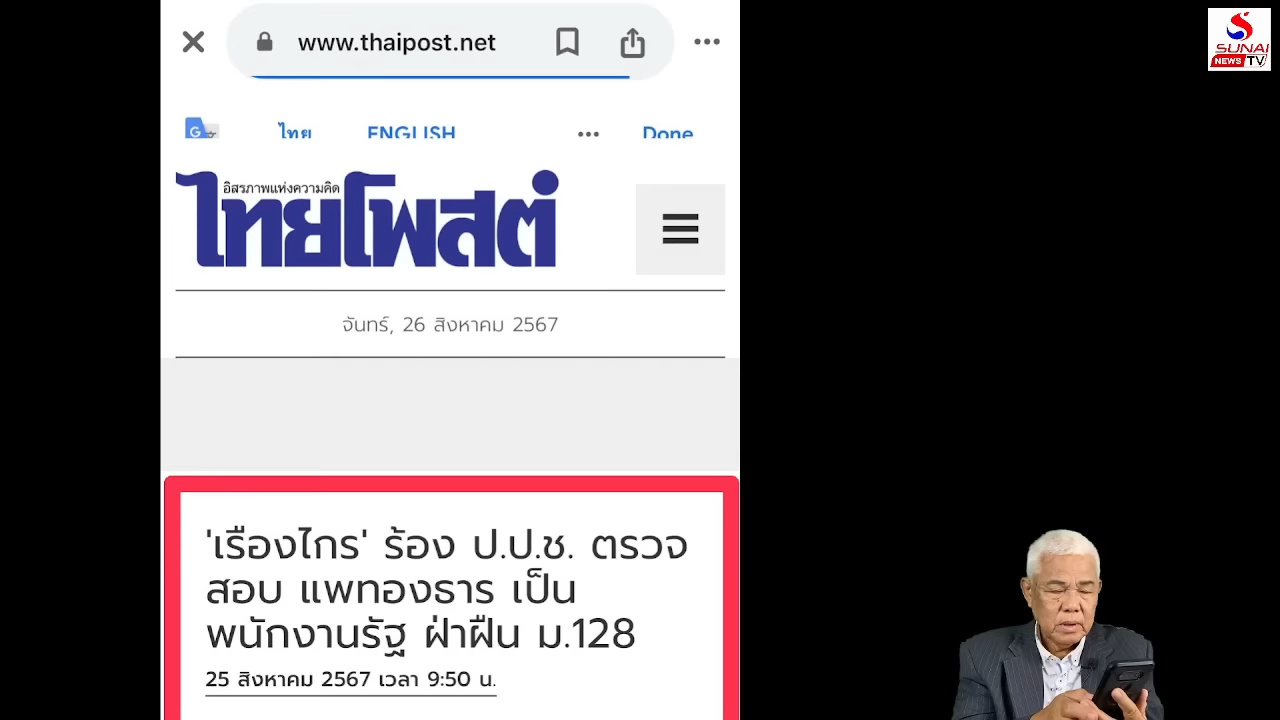 www.thaipost.net
SUNAI
NEWS TV
ไทย
ENGLISH
Done
อิสรภาพแห่งความคิด
ไทยโพสต์
จันทร์, 26 สิงหาคม 2567
'เรืองไกร' ร้อง ป.ป.ช. ตรวจ
สอบ แพทองธาร เป็น
พนักงานรัฐ ฝ่าฝืน ม.128
25 สิงหาคม 2567 เวลา 9:50 น.